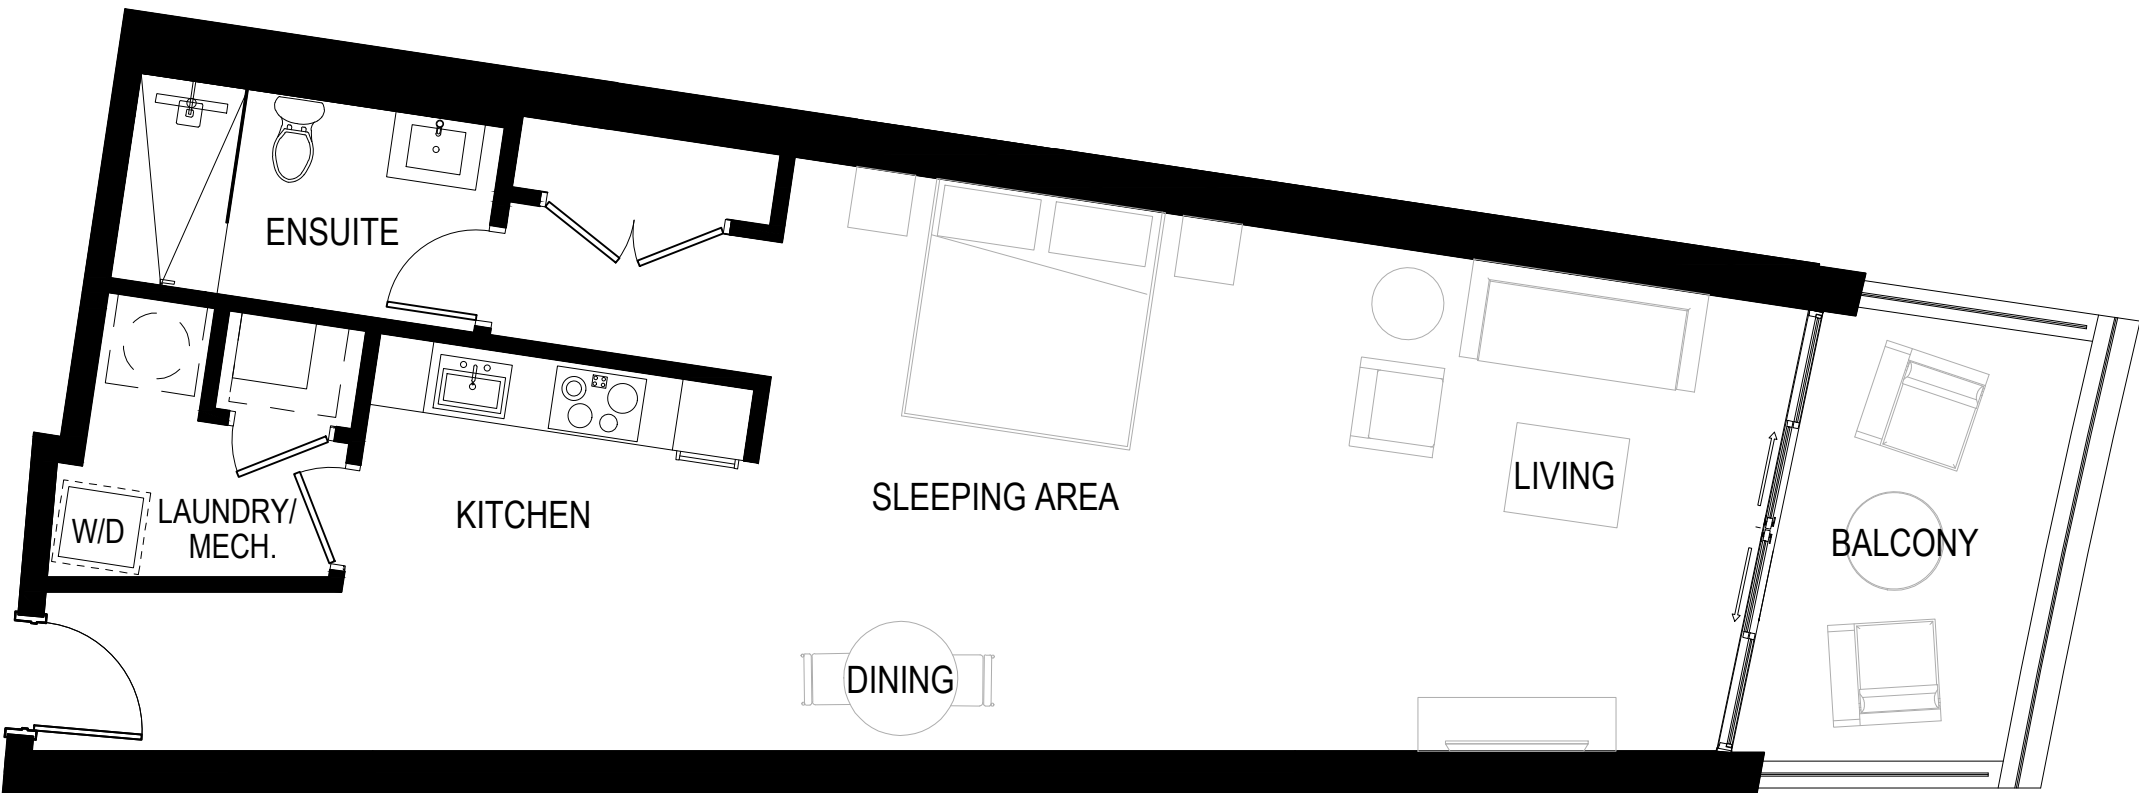 ENSUITE
LAUNDRY/
MECH.
W/D
KITCHEN
SLEEPING AREA
LIVING
DINING
BALCONY